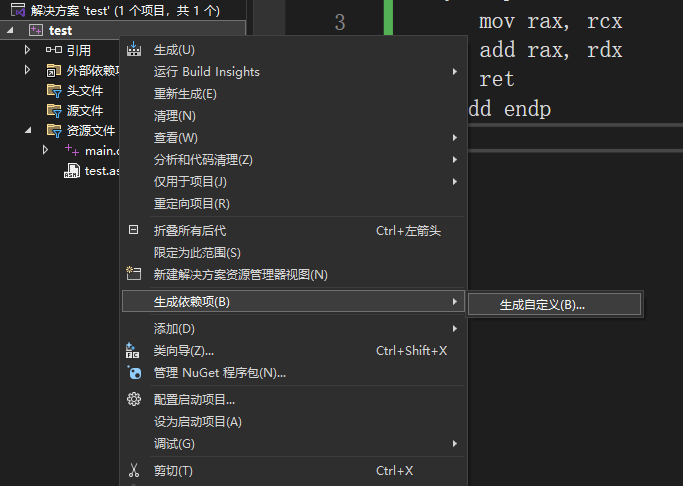 解决方案 'test' (1 个项目，共 1 个)
test
引用
外部依赖项
头文件
源文件
资源文件
main.c
test.as
生成(U)
运行 Build Insights
重新生成(E)
清理(N)
查看(W)
分析和代码清理(Z)
仅用于项目(J)
重定向项目(R)
折叠所有后代 Ctrl+左箭头
限定为此范围(S)
新建解决方案资源管理器视图(N)
生成依赖项(B)
生成自定义(B)...
添加(D)
类向导(Z)... Ctrl+Shift+X
管理 NuGet 程序包(N)...
配置启动项目...
设为启动项目(A)
调试(G)
剪切(T) Ctrl+X
3
mov rax, rcx
add rax, rdx
ret
dd endp